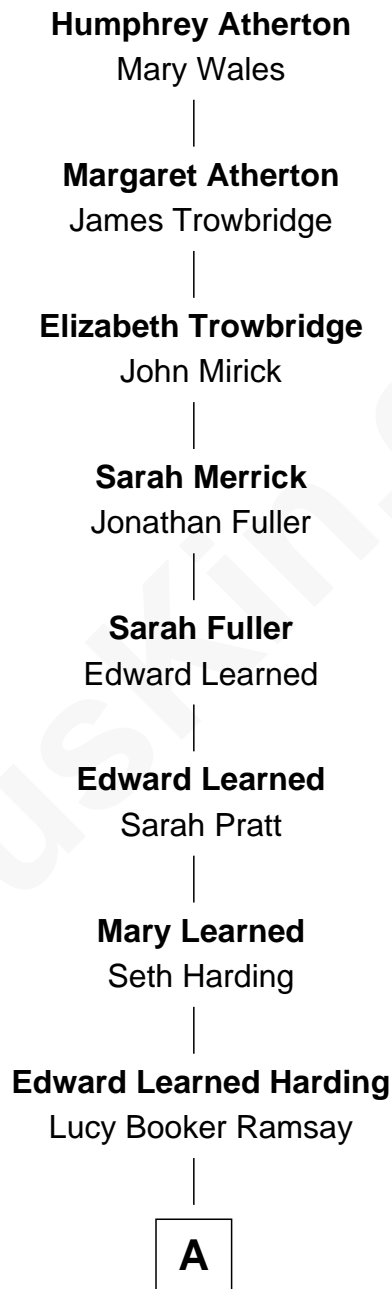 Humphrey Atherton
Mary Wales
Margaret Atherton
James Trowbridge
Elizabeth Trowbridge
John Mirick
Sarah Merrick
Jonathan Fuller
Sarah Fuller
Edward Learned
Edward Learned
Sarah Pratt
Mary Learned
Seth Harding
Edward Learned Harding
Lucy Booker Ramsay
A